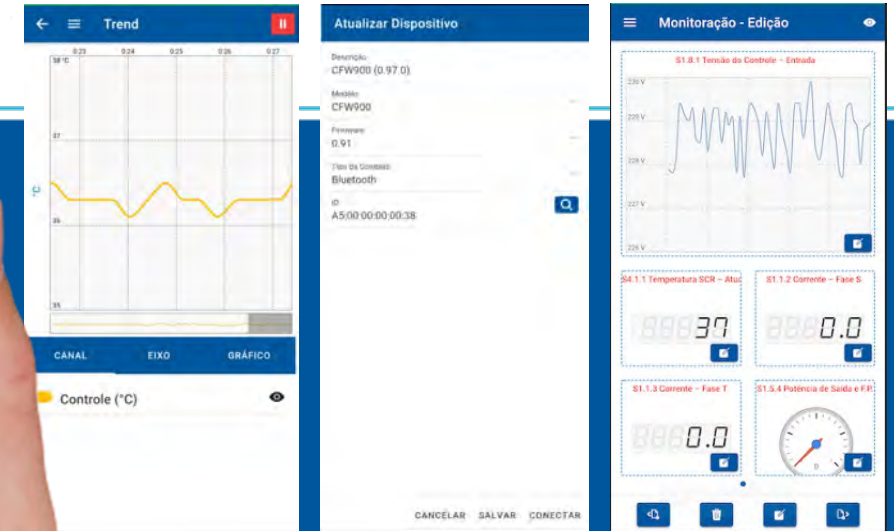 Trend
0:23 0:24 0:25 0:26 0:27
38 °C
37
°C
36
35
CANAL EIXO GRÁFICO
Controle (°C)
Atualizar Dispositivo
Descrição
CFW900 (0.97.0)
Modelo
CFW900
Firmware
0.91
Tipo da Conexão
Bluetooth
ID
A5:00:00:00:00:38
CANCELAR SALVAR CONECTAR
Monitoração - Edição
S1.8.1 Tensão do Controle – Entrada
230 V
229 V
228 V
227 V
226 V
S4.1.1 Temperatura SCR – Atual
37
S1.1.2 Corrente – Fase S
0.0
S1.1.3 Corrente – Fase T
0.0
S1.5.4 Potência de Saída e F.P.
0